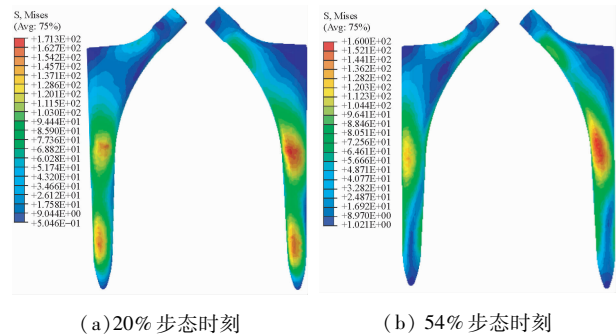 S, Mises
(Avg: 75%)
+1.713E+02
+1.627E+02
+1.542E+02
+1.457E+02
+1.371E+02
+1.286E+02
+1.201E+02
+1.115E+02
+1.030E+02
+9.444E+01
+8.590E+01
+7.736E+01
+6.882E+01
+6.028E+01
+5.174E+01
+4.320E+01
+3.466E+01
+2.612E+01
+1.758E+01
+9.044E+00
+5.046E−01
S, Mises
(Avg: 75%)
+1.600E+02
+1.521E+02
+1.441E+02
+1.362E+02
+1.282E+02
+1.203E+02
+1.123E+02
+1.044E+02
+9.641E+01
+8.846E+01
+8.051E+01
+7.256E+01
+6.461E+01
+5.666E+01
+4.871E+01
+4.077E+01
+3.282E+01
+2.487E+01
+1.692E+01
+8.970E+00
+1.021E+00
(a)20%步态时刻
(b) 54%步态时刻